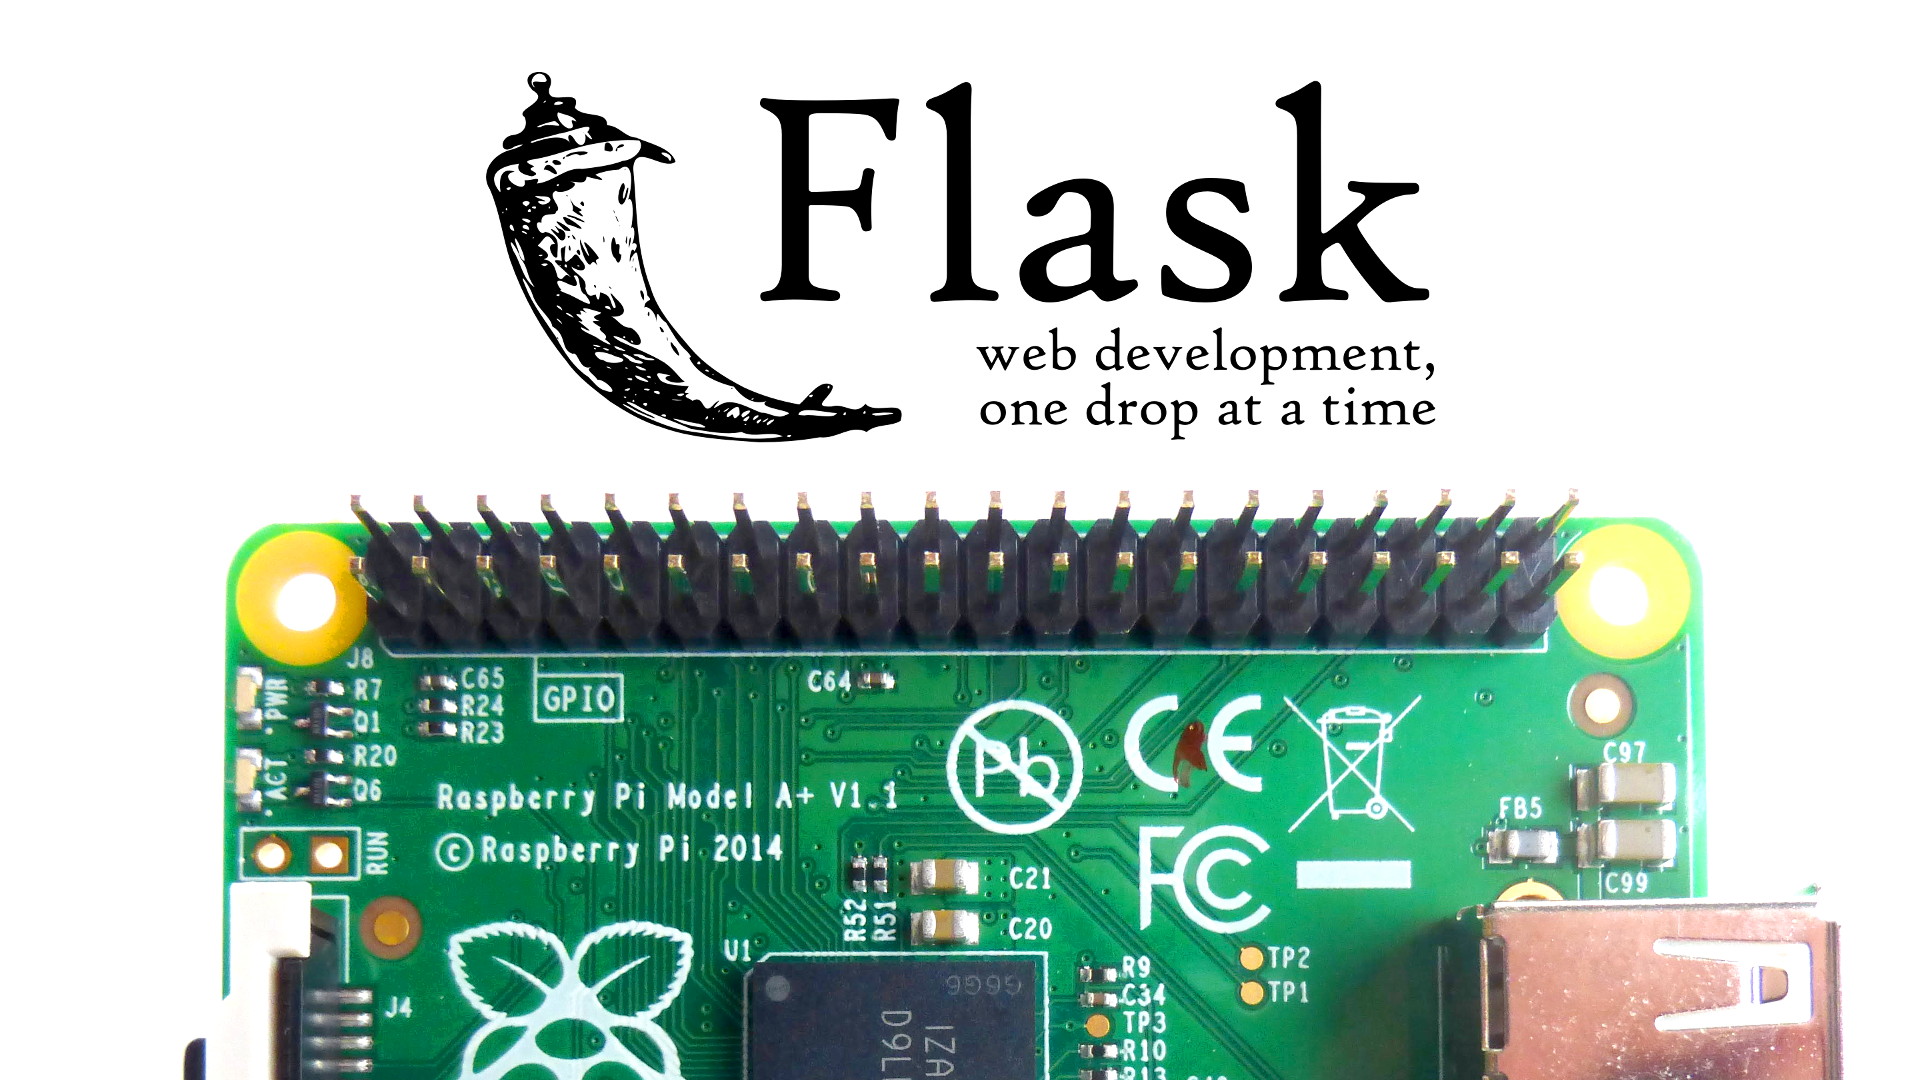 Flask
web development,
one drop at a time
J8
PWR
R7
C65
C64
GPIO
R24
Q1
R23
R20
ACT
Q6
Pb
CE
C97
Raspberry Pi Model A+ V1.1
FB5
© Raspberry Pi 2014
RUN
FC
C21
C99
R52
R51
C20
U1
TP2
R9
G6G6
TP1
C34
J4
TP3
IZA
D9L
R10
R13